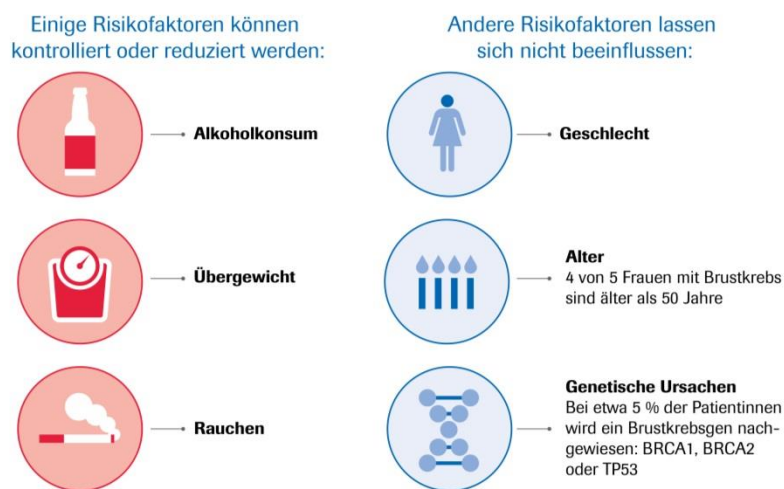 Einige Risikofaktoren können
kontrolliert oder reduziert werden:
Alkoholkonsum
Übergewicht
Rauchen
Andere Risikofaktoren lassen
sich nicht beeinflussen:
Geschlecht
Alter
4 von 5 Frauen mit Brustkrebs
sind älter als 50 Jahre
Genetische Ursachen
Bei etwa 5 % der Patientinnen
wird ein Brustkrebsgen nach-
gewiesen: BRCA1, BRCA2
oder TP53